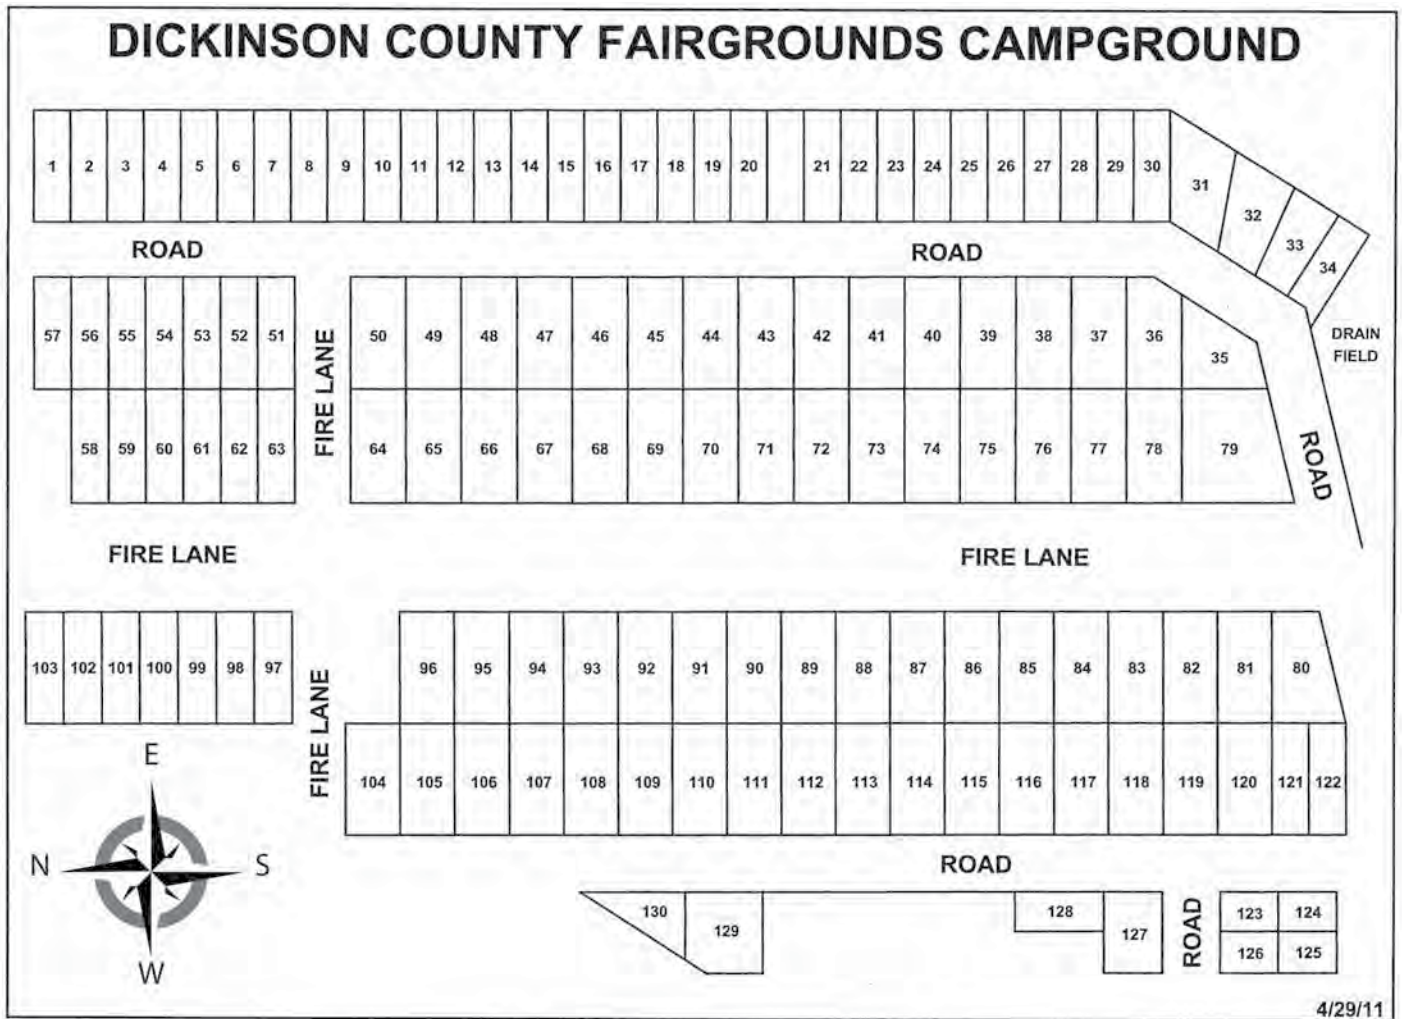 DICKINSON COUNTY FAIRGROUNDS CAMPGROUND
1 2 3 4 5 6 7 8 9 10 11 12 13 14 15 16 17 18 19 20 21 22 23 24 25 26 27 28 29 30 31 32 33 34
ROAD ROAD
57 56 55 54 53 52 51 FIRE LANE 50 49 48 47 46 45 44 43 42 41 40 39 38 37 36 35
DRAIN
FIELD
58 59 60 61 62 63 64 65 66 67 68 69 70 71 72 73 74 75 76 77 78 79 ROAD
FIRE LANE FIRE LANE
103 102 101 100 99 98 97 FIRE LANE 96 95 94 93 92 91 90 89 88 87 86 85 84 83 82 81 80
104 105 106 107 108 109 110 111 112 113 114 115 116 117 118 119 120 121 122
E
N S
W
ROAD
130 129 128 127 ROAD 123 124
126 125
4/29/11